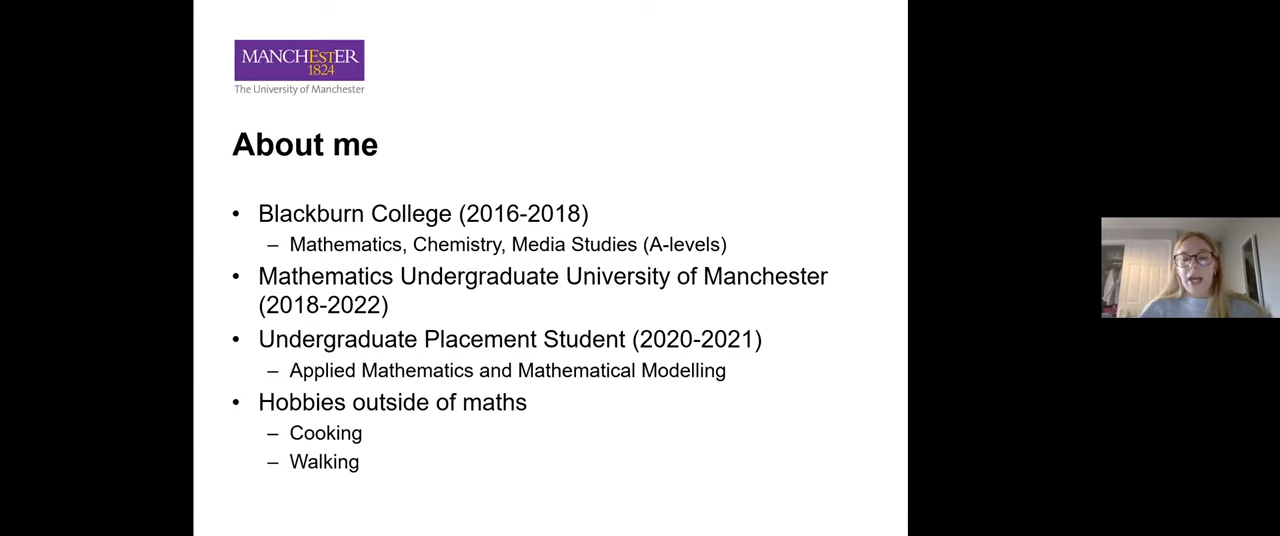 MANCHESTER
1824
The University of Manchester
About me
• Blackburn College (2016-2018)
– Mathematics, Chemistry, Media Studies (A-levels)
• Mathematics Undergraduate University of Manchester
(2018-2022)
• Undergraduate Placement Student (2020-2021)
– Applied Mathematics and Mathematical Modelling
• Hobbies outside of maths
– Cooking
– Walking